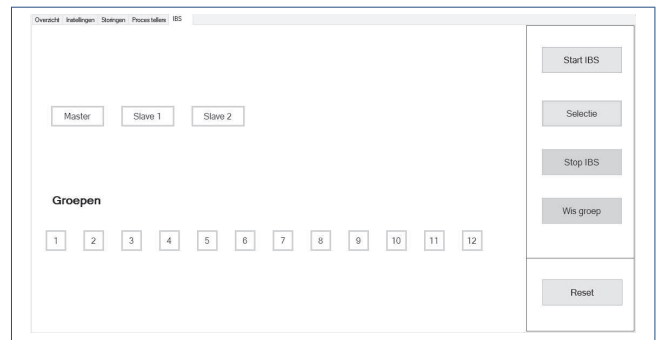 Overzicht Instellingen Storingen Proces tellers IBS
Start IBS
Master Slave 1 Slave 2
Selectie
Stop IBS
Groepen
Wis groep
1 2 3 4 5 6 7 8 9 10 11 12
Reset